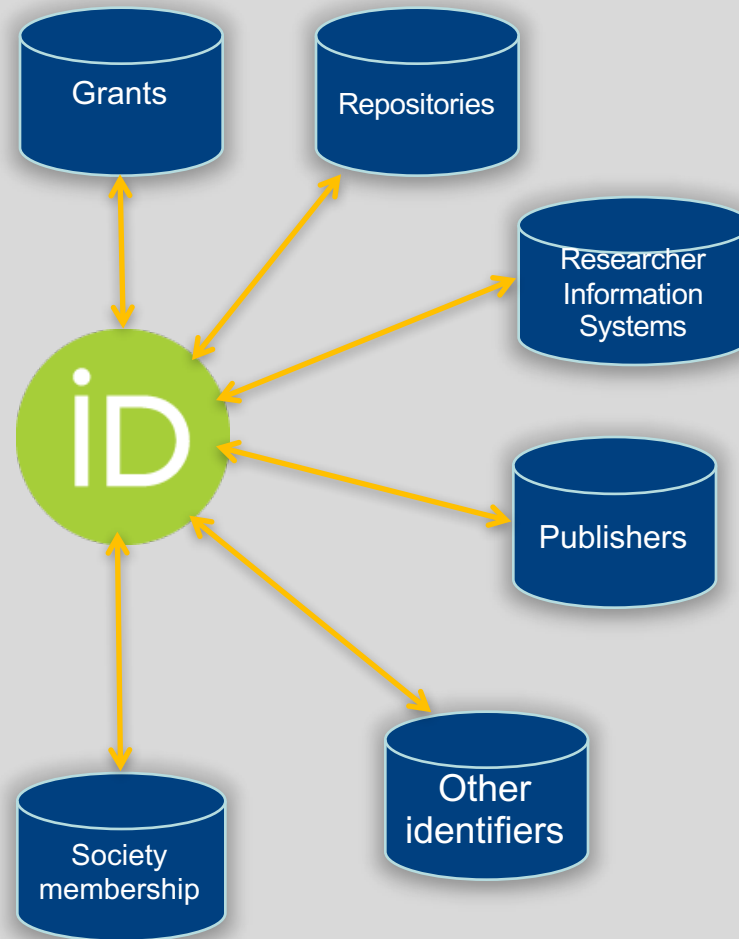 Grants
Repositories
Researcher
Information
Systems
iD
Publishers
Other
identifiers
Society
membership